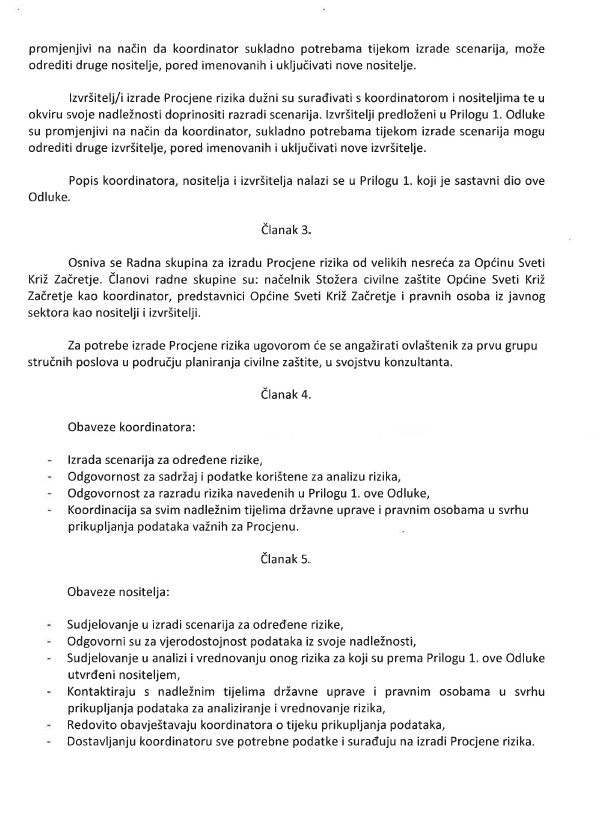 promjenjivi na način da koordinator sukladno potrebama tijekom izrade scenarija, može
odrediti druge nositelje, pored imenovanih i uključivati nove nositelje.
Izvršitelj/i izrade Procjene rizika dužni su surađivati s koordinatorom i nositeljima te u
okviru svoje nadležnosti doprinositi razradi scenarija. Izvršitelji predloženi u Prilogu 1. Odluke
su promjenjivi na način da koordinator, sukladno potrebama tijekom izrade scenarija mogu
odrediti druge izvršitelje, pored imenovanih i uključivati nove izvršitelje.
Popis koordinatora, nositelja i izvršitelja nalazi se u Prilogu 1. koji je sastavni dio ove
Odluke.
Članak 3.
Osniva se Radna skupina za izradu Procjene rizika od velikih nesreća za Općinu Sveti
Križ Začretje. Članovi radne skupine su: načelnik Stožera civilne zaštite Općine Sveti Križ
Začretje kao koordinator, predstavnici Općine Sveti Križ Začretje i pravnih osoba iz javnog
sektora kao nositelji i izvršitelji.
Za potrebe izrade Procjene rizika ugovorom će se angažirati ovlaštenik za prvu grupu
stručnih poslova u području planiranja civilne zaštite, u svojstvu konzultanta.
Članak 4.
Obaveze koordinatora:
- Izrada scenarija za određene rizike,
- Odgovornost za sadržaj i podatke korištene za analizu rizika,
- Odgovornost za razradu rizika navedenih u Prilogu 1. ove Odluke,
- Koordinacija sa svim nadležnim tijelima državne uprave i pravnim osobama u svrhu
prikupljanja podataka važnih za Procjenu.
Članak 5.
Obaveze nositelja:
- Sudjelovanje u izradi scenarija za određene rizike,
- Odgovorni su za vjerodostojnost podataka iz svoje nadležnosti,
- Sudjelovanje u analizi i vrednovanju onog rizika za koji su prema Prilogu 1. ove Odluke
utvrđeni nositeljem,
- Kontaktiraju s nadležnim tijelima državne uprave i pravnim osobama u svrhu
prikupljanja podataka za analiziranje i vrednovanje rizika,
- Redovito obavještavaju koordinatora o tijeku prikupljanja podataka,
- Dostavljanju koordinatoru sve potrebne podatke i surađuju na izradi Procjene rizika.